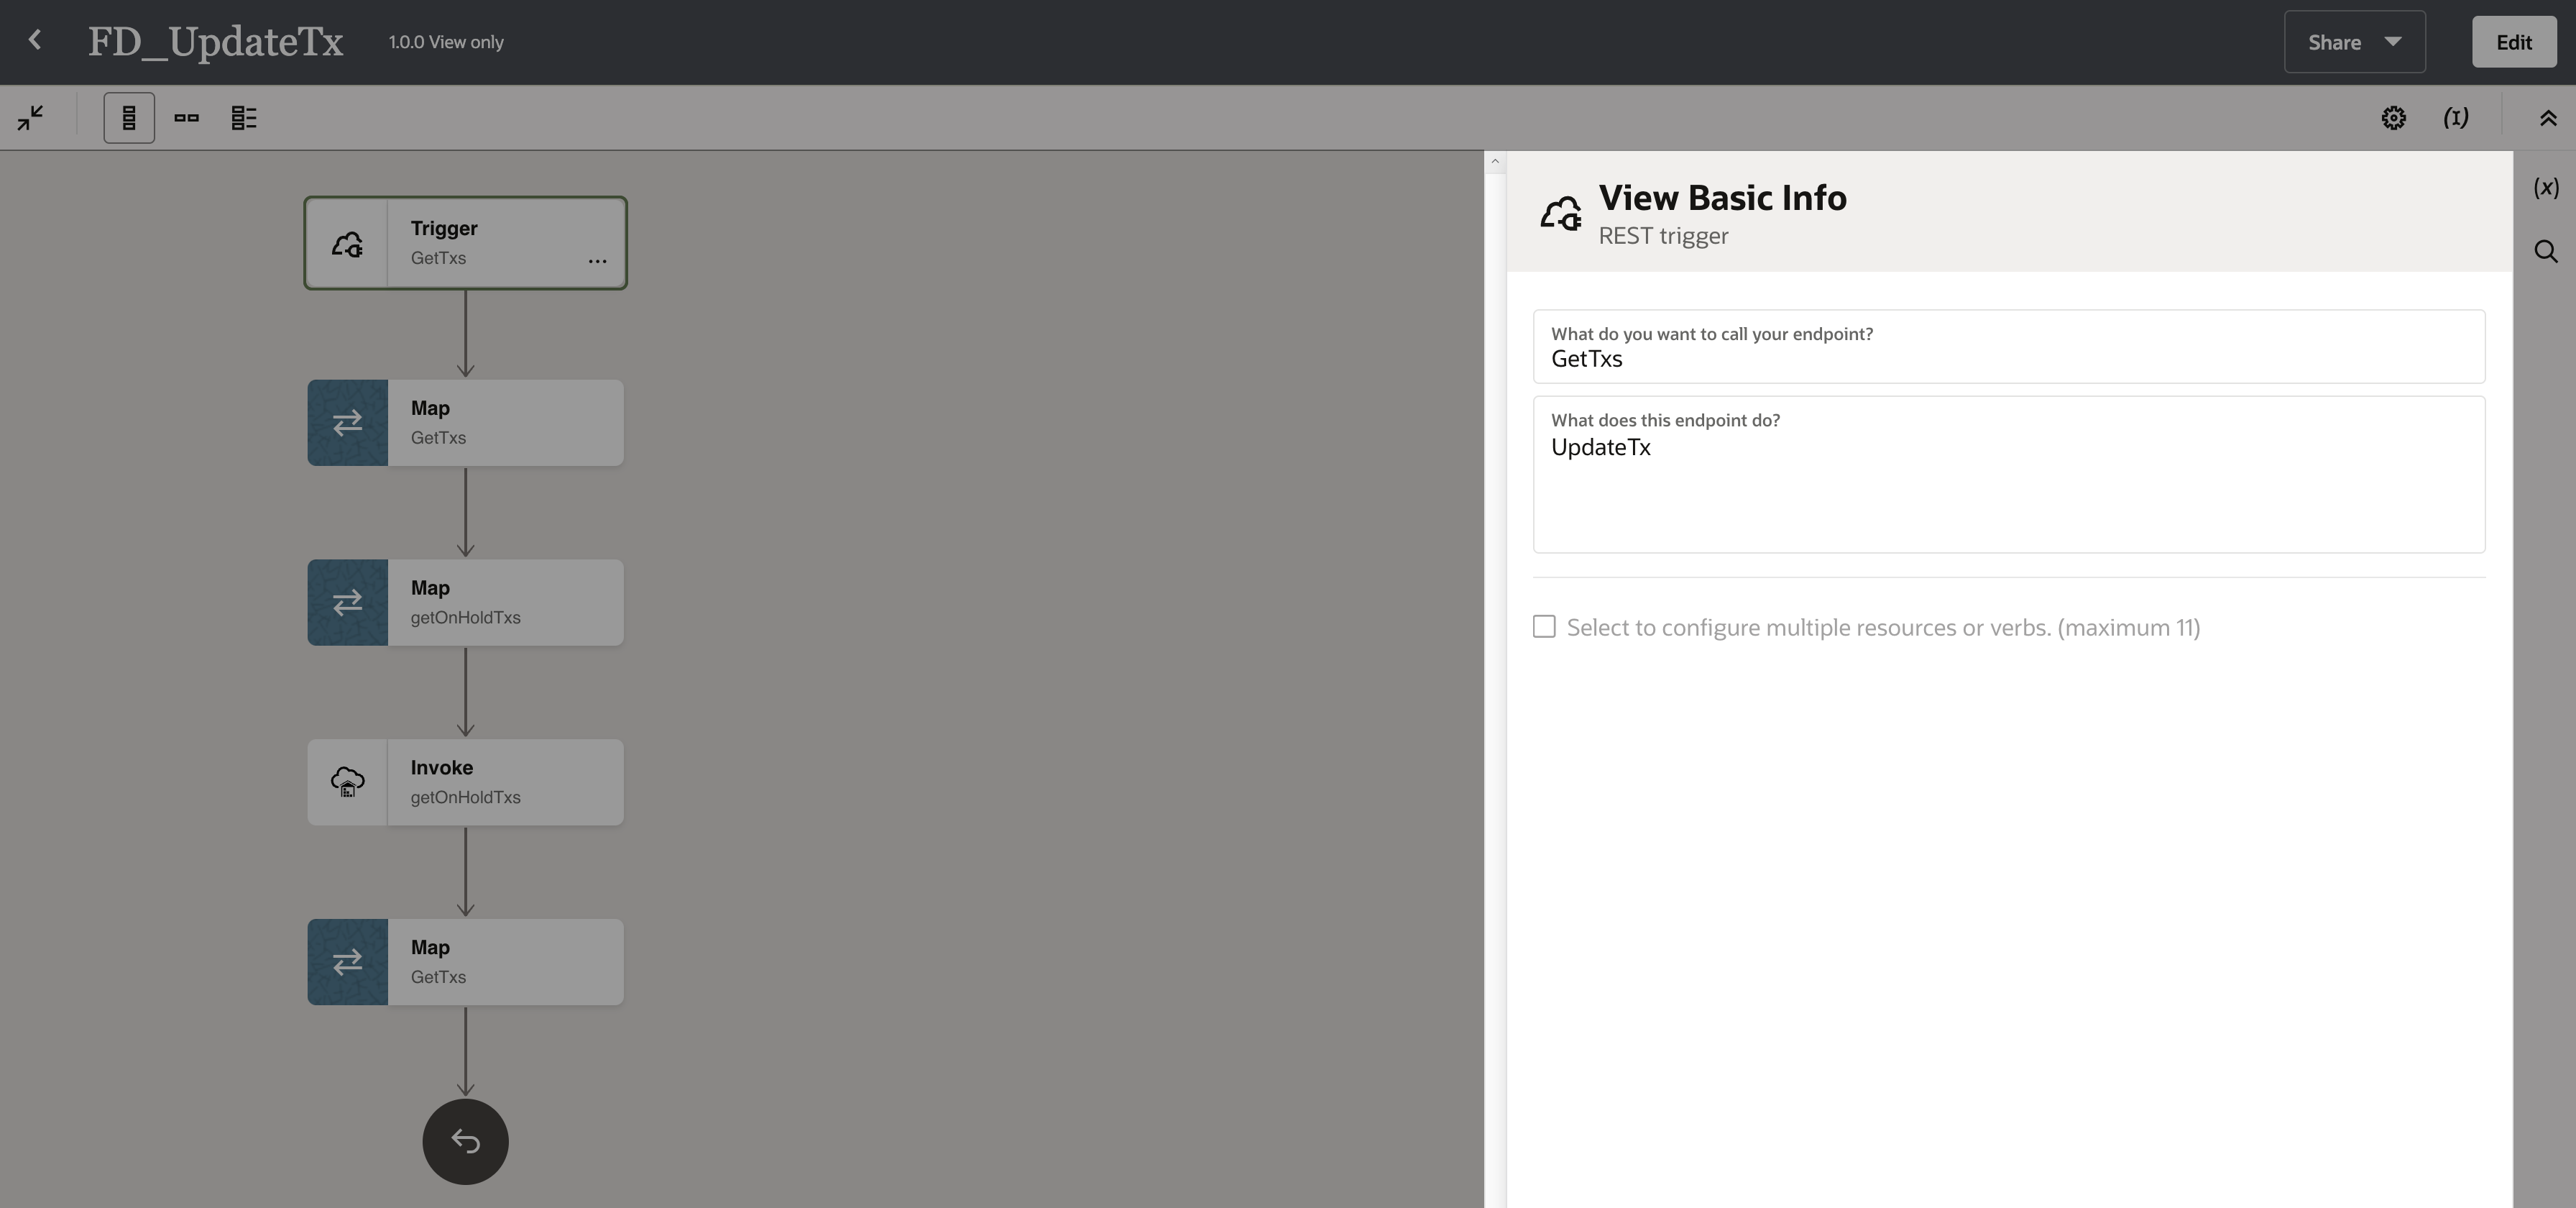 FD_UpdateTx
1.0.0 View only
Share
Edit
(I)
Trigger
GetTxs
...
Map
GetTxs
Map
getOnHoldTxs
Invoke
getOnHoldTxs
Map
GetTxs
View Basic Info
REST trigger
What do you want to call your endpoint?
GetTxs
What does this endpoint do?
UpdateTx
Select to configure multiple resources or verbs. (maximum 11)
(x)